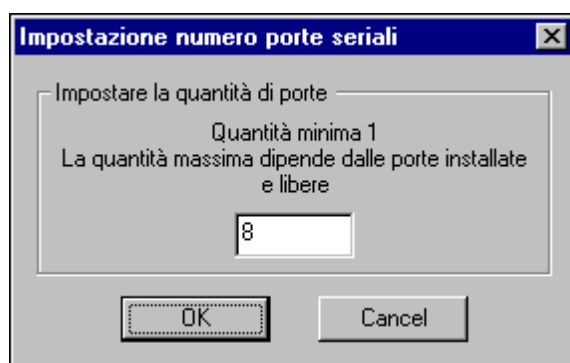 Impostazione numero porte seriali
Impostare la quantità di porte
Quantità minima 1
La quantità massima dipende dalle porte installate
e libere
8
OK
Cancel